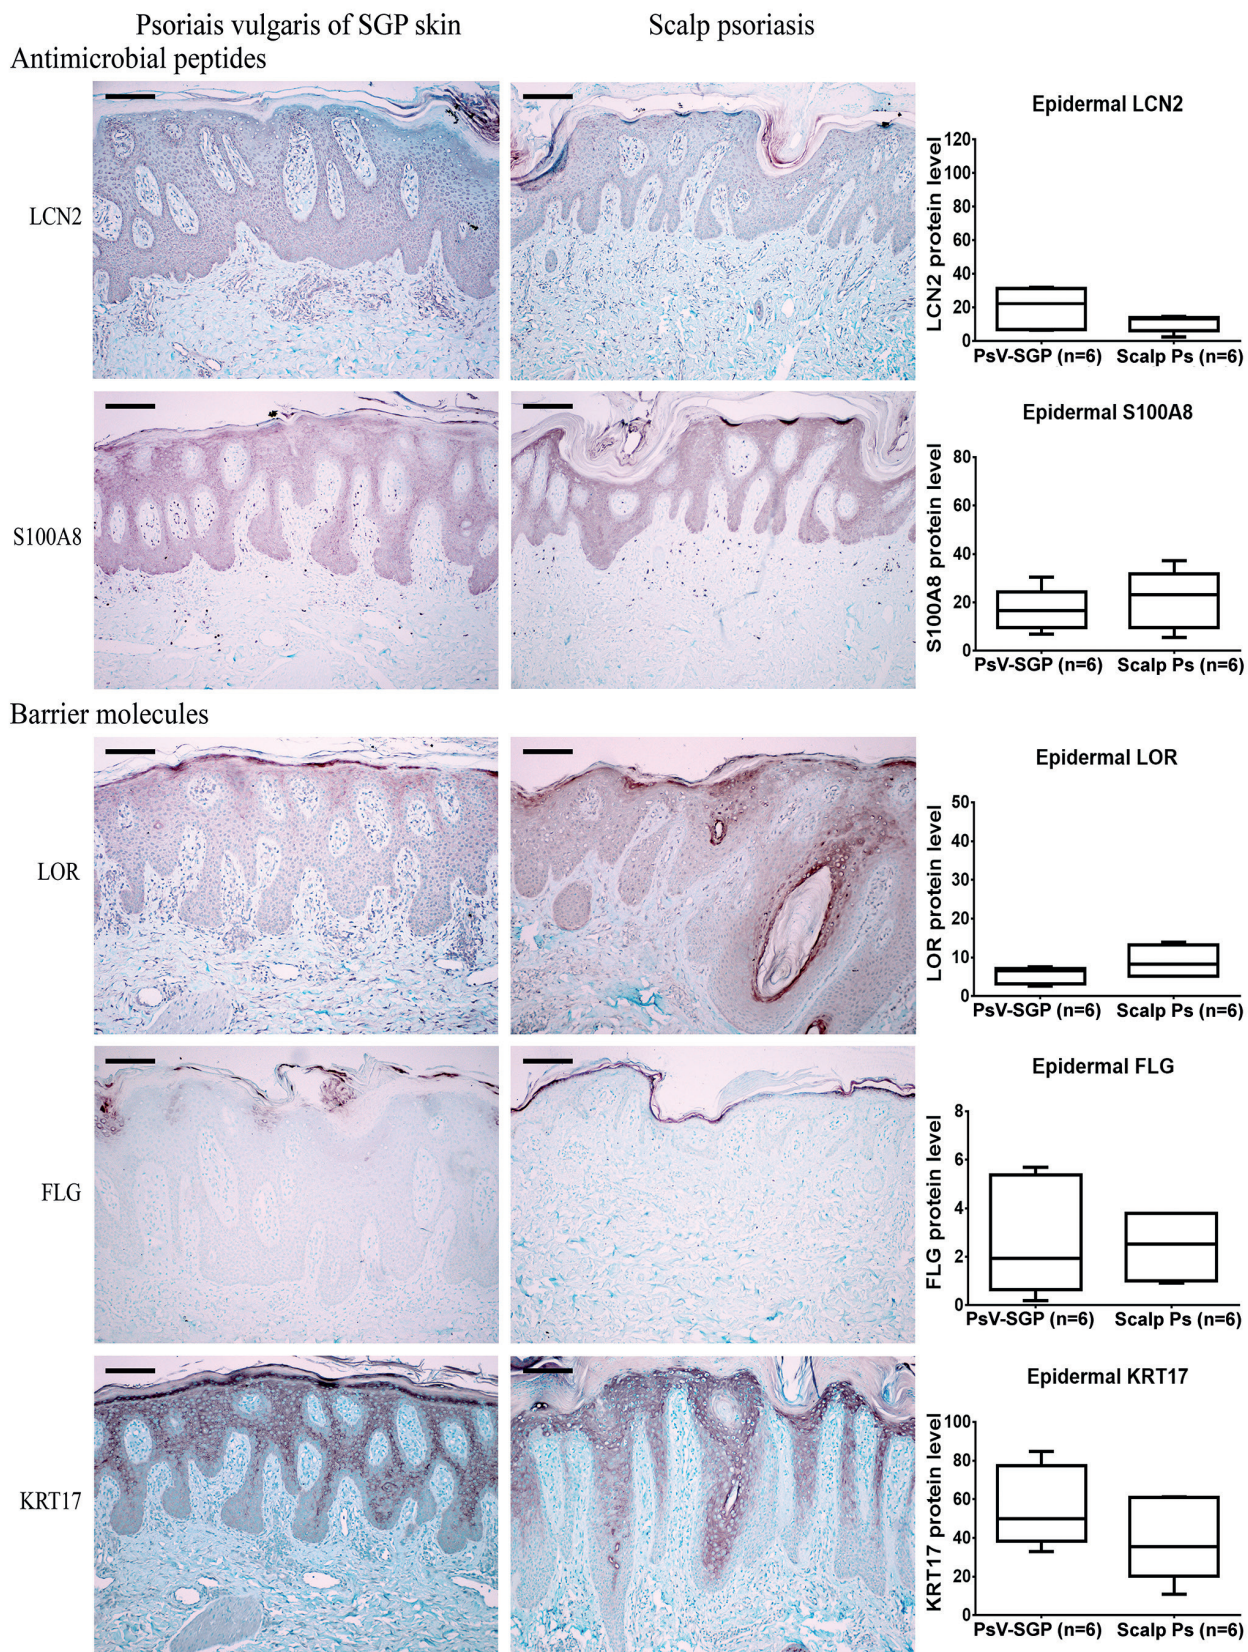 Psoriais vulgaris of SGP skin
Scalp psoriasis
Antimicrobial peptides
LCN2
Epidermal LCN2
LCN2 protein level
120
100
80
60
40
20
0
PsV-SGP (n=6)
Scalp Ps (n=6)
S100A8
Epidermal S100A8
S100A8 protein level
80
60
40
20
0
PsV-SGP (n=6)
Scalp Ps (n=6)
Barrier molecules
LOR
Epidermal LOR
LOR protein level
50
40
30
20
10
0
PsV-SGP (n=6)
Scalp Ps (n=6)
FLG
Epidermal FLG
FLG protein level
8
6
4
2
0
PsV-SGP (n=6)
Scalp Ps (n=6)
KRT17
Epidermal KRT17
KRT17 protein level
100
80
60
40
20
0
PsV-SGP (n=6)
Scalp Ps (n=6)